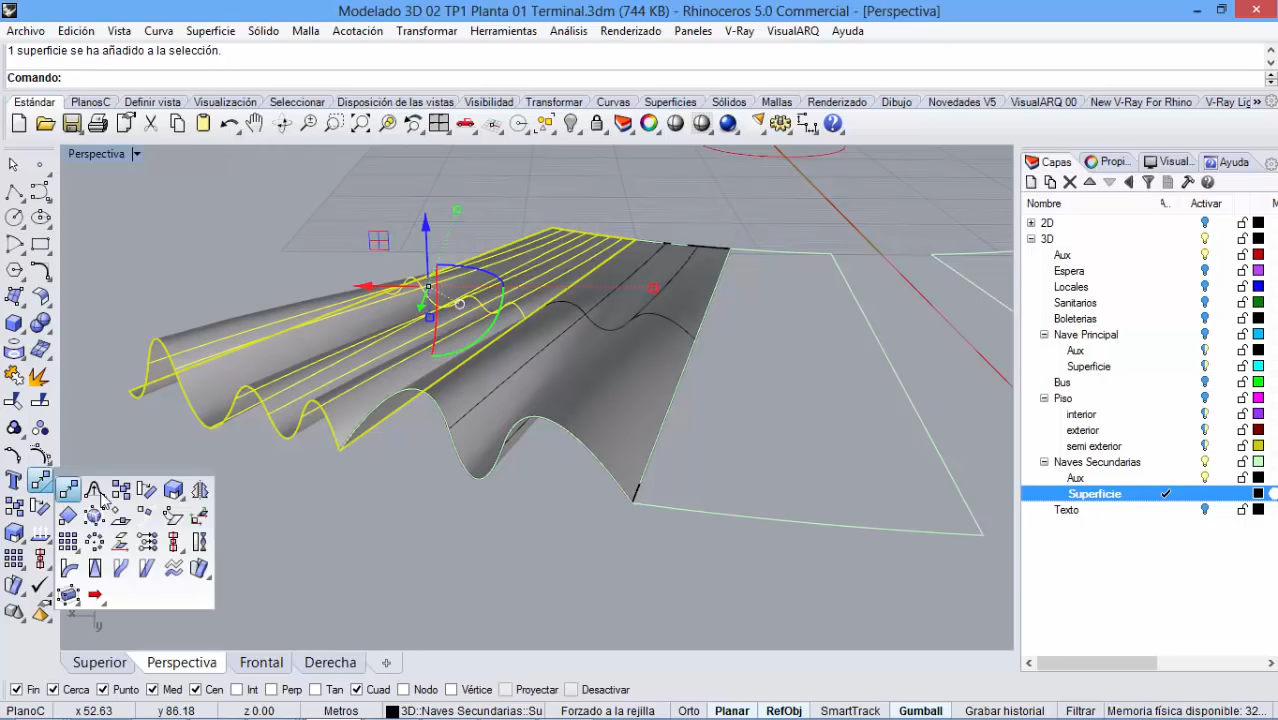 Modelado 3D 02 TP1 Planta 01 Terminal.3dm (744 KB) - Rhinoceros 5.0 Commercial - [Perspectiva]
Archivo Edición Vista Curva Superficie Sólido Malla Acotación Transformar Herramientas Análisis Renderizado Paneles V-Ray VisualARQ Ayuda
1 superficie se ha añadido a la selección.
Comando:
Estándar PlanosC Definir vista Visualización Seleccionar Disposición de las vistas Visibilidad Transformar Curvas Superficies Sólidos Mallas Renderizado Dibujo Novedades V5 VisualARQ 00 New V-Ray For Rhino V-Ray Lig
Perspectiva
Capas Propi... Visual... Ayuda
Nombre A... Activar M
2D
3D
Aux
Espera
Locales
Sanitarios
Boleterias
Nave Principal
Aux
Superficie
Bus
Piso
interior
exterior
semi exterior
Naves Secundarias
Aux
Superficie
Texto
x
y
Superior Perspectiva Frontal Derecha
Fin Cerca Punto Med Cen Int Perp Tan Cuad Nodo Vértice Proyectar Desactivar
PlanoC x 52.63 y 86.18 z 0.00 Metros 3D::Naves Secundarias::Su Forzado a la rejilla Orto Planar RefObj SmartTrack Gumball Grabar historial Filtrar Memoria física disponible: 32...